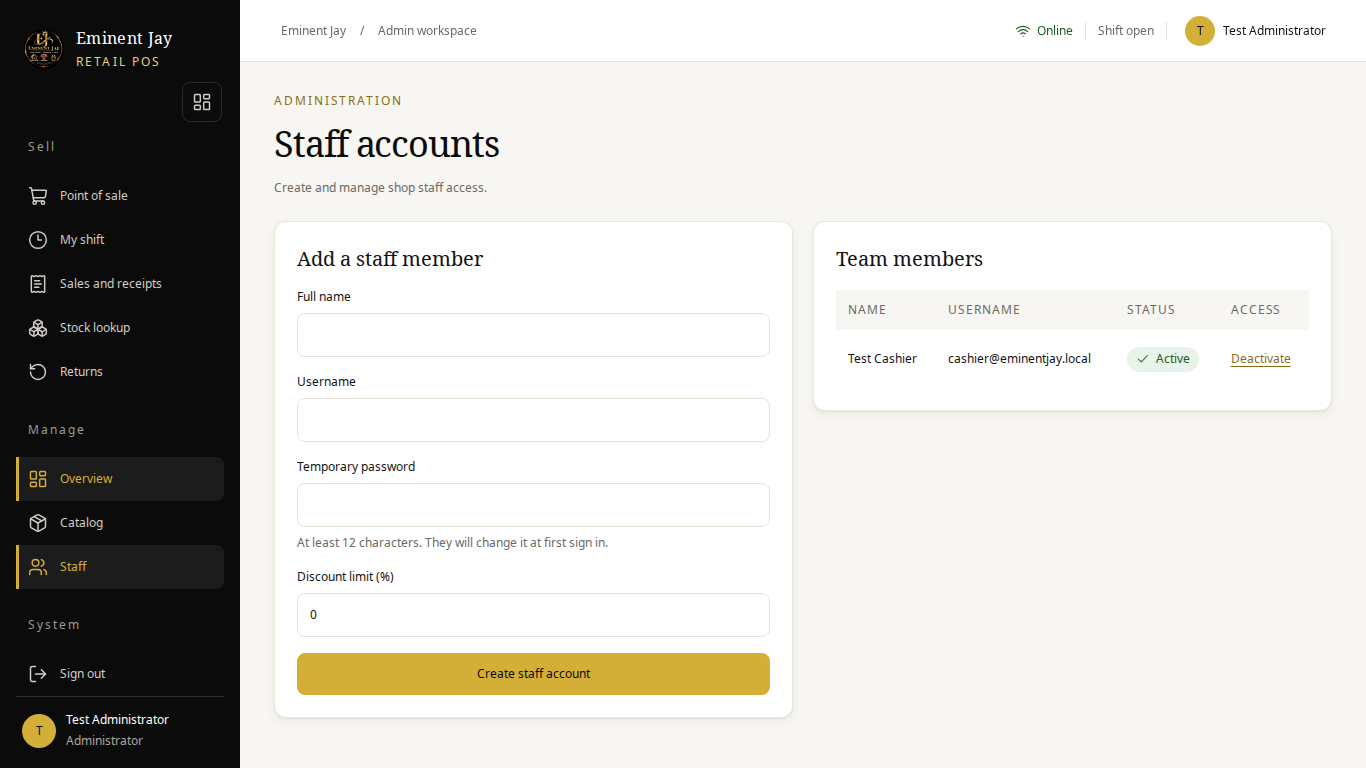 Eminent Jay
RETAIL POS
Sell
Point of sale
My shift
Sales and receipts
Stock lookup
Returns
Manage
Overview
Catalog
Staff
System
Sign out
T
Test Administrator
Administrator
Eminent Jay / Admin workspace
Online
Shift open
T
Test Administrator
ADMINISTRATION
Staff accounts
Create and manage shop staff access.
Add a staff member
Full name
Username
Temporary password
At least 12 characters. They will change it at first sign in.
Discount limit (%)
0
Create staff account
Team members
NAME USERNAME STATUS ACCESS
Test Cashier cashier@eminentjay.local Active Deactivate